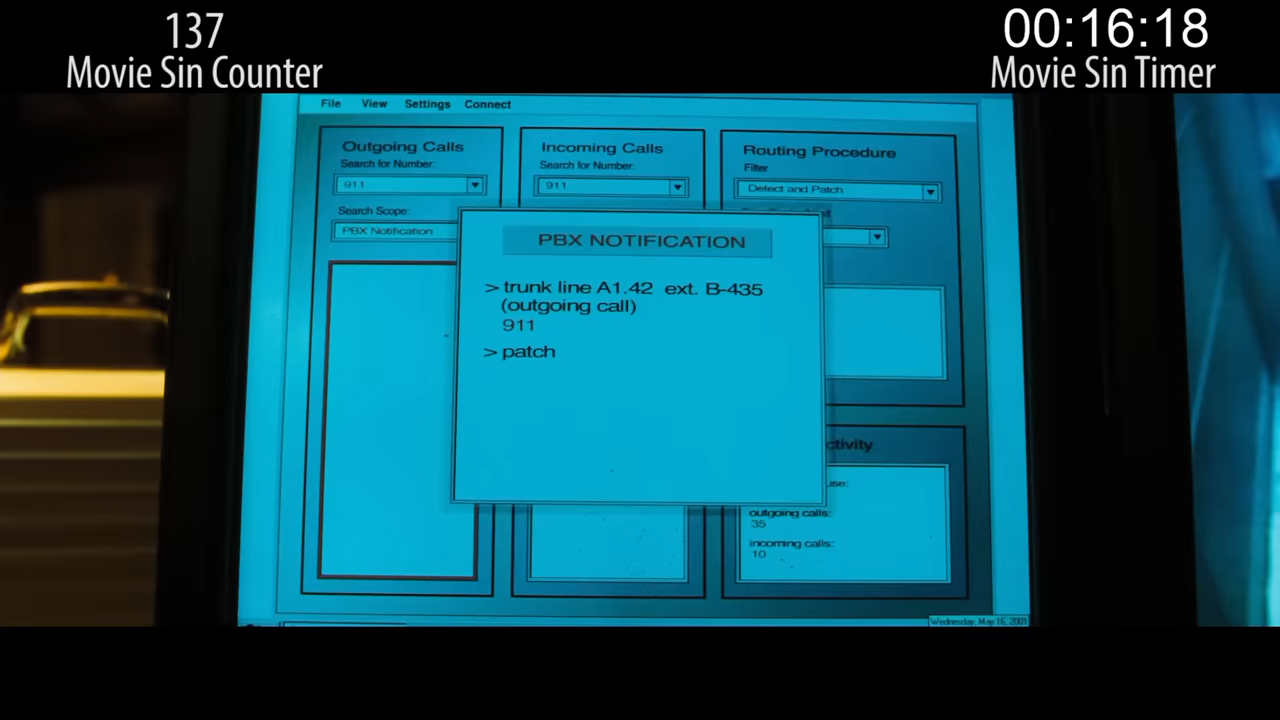 137
Movie Sin Counter
00:16:18
Movie Sin Timer
File View Settings Connect
Outgoing Calls
Search for Number:
911
Search Scope:
PBX Notification
Incoming Calls
Search for Number:
911
Routing Procedure
Filter
Detect and Patch
PBX NOTIFICATION
> trunk line A1.42 ext. B-435
(outgoing call)
911
> patch
outgoing calls:
35
incoming calls:
10
Wednesday, May 16, 2001